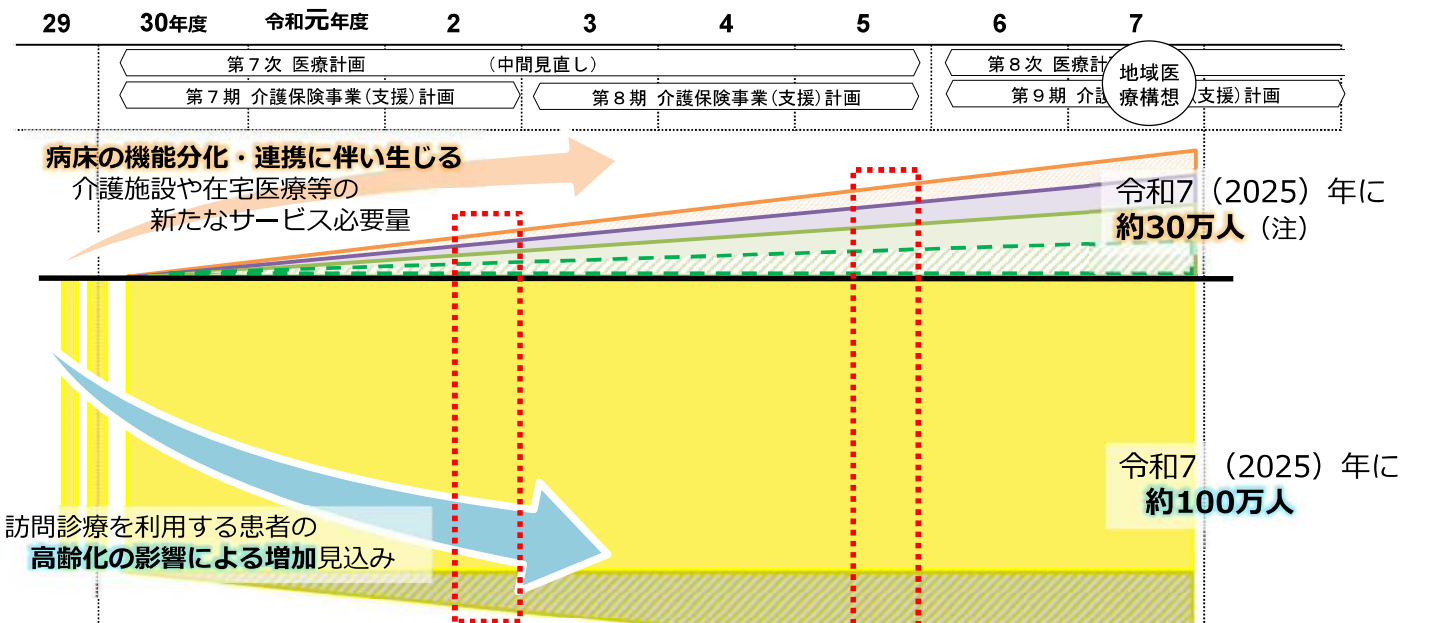 29 30年度 令和元年度 2 3 4 5 6 7
第7次 医療計画 （中間見直し） 第8次 医療計
第7期 介護保険事業(支援)計画 第8期 介護保険事業(支援)計画 第9期 介護 支援)計画
地域医
療構想
病床の機能分化・連携に伴い生じる
介護施設や在宅医療等の
新たなサービス必要量
令和7（2025）年に
約30万人（注）
令和7（2025）年に
約100万人
訪問診療を利用する患者の
高齢化の影響による増加見込み